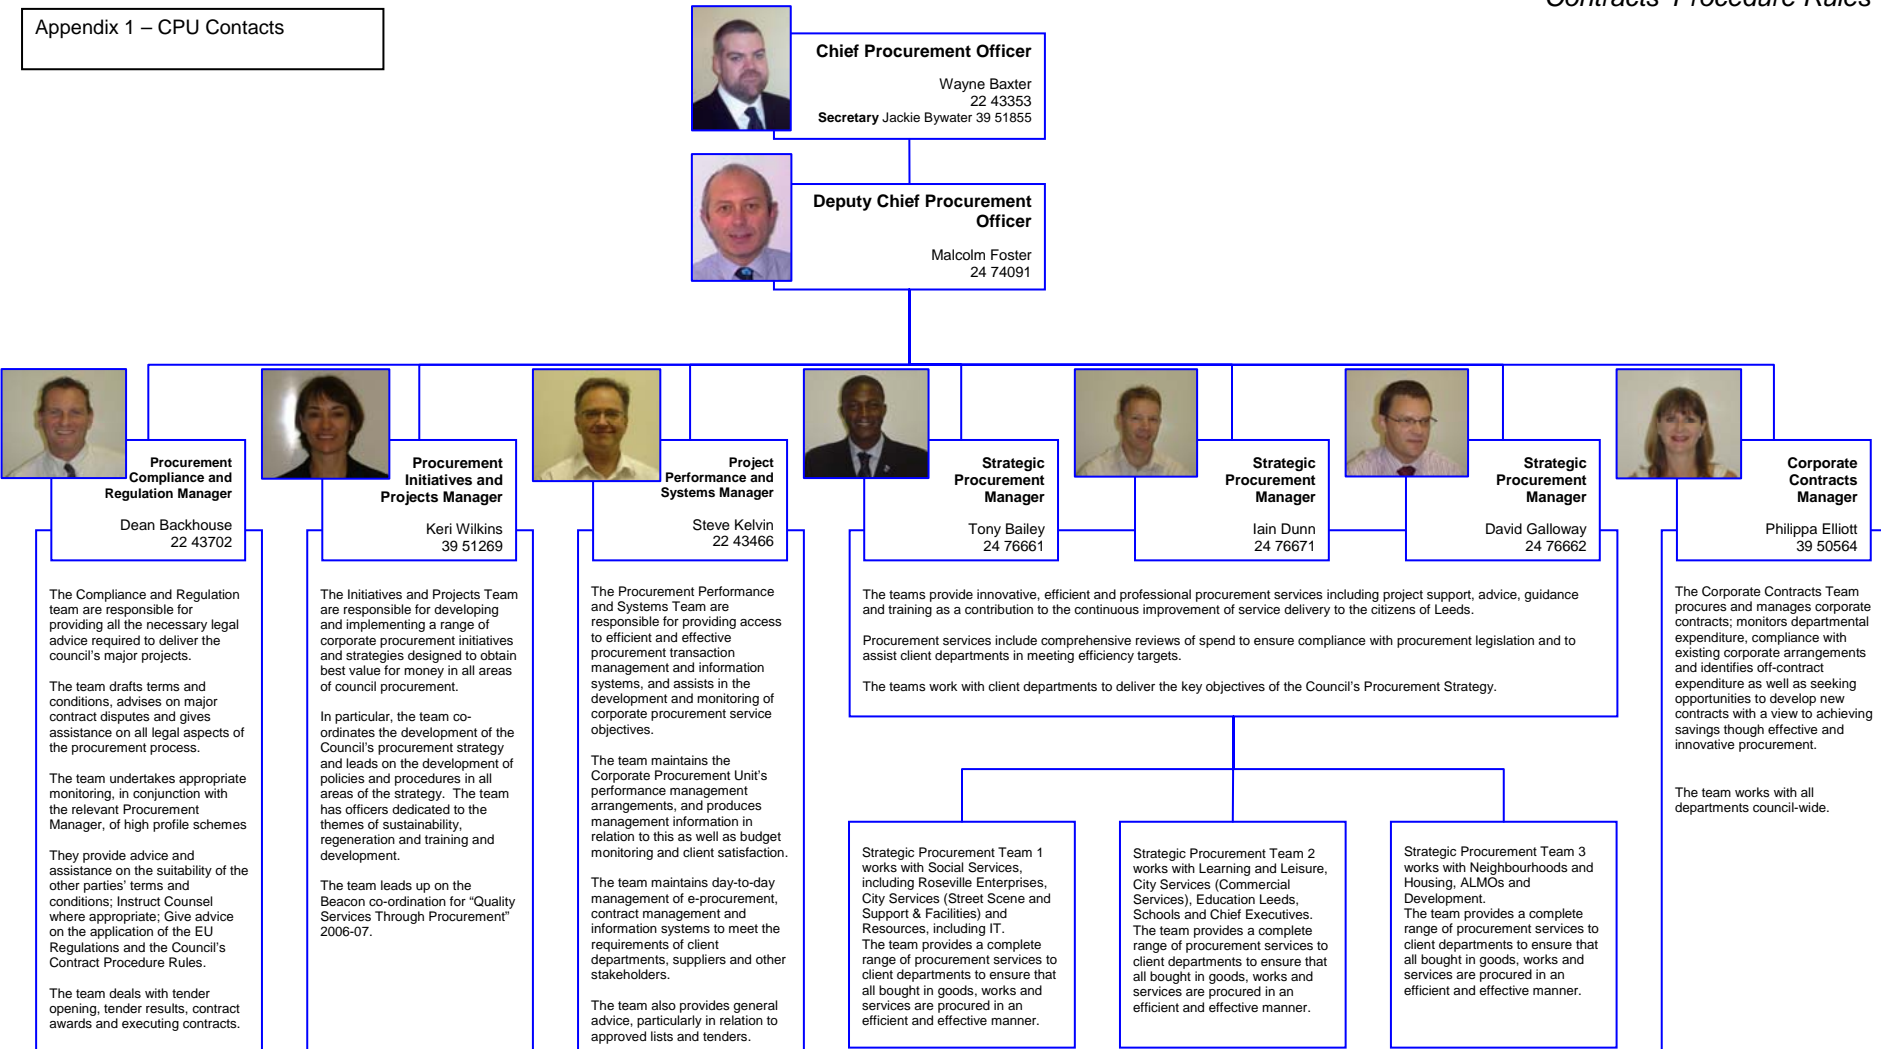 Contracts' Procedure Rules
Appendix 1 – CPU Contacts
Chief Procurement Officer
Wayne Baxter
22 43353
Secretary Jackie Bywater 39 51855
Deputy Chief Procurement
Officer
Malcolm Foster
24 74091
Procurement
Compliance and
Regulation Manager
Dean Backhouse
22 43702
The Compliance and Regulation
team are responsible for
providing all the necessary legal
advice required to deliver the
council's major projects.
The team drafts terms and
conditions, advises on major
contract disputes and gives
assistance on all legal aspects of
the procurement process.
The team undertakes appropriate
monitoring, in conjunction with
the relevant Procurement
Manager, of high profile schemes
They provide advice and
assistance on the suitability of the
other parties' terms and
conditions; Instruct Counsel
where appropriate; Give advice
on the application of the EU
Regulations and the Council's
Contract Procedure Rules.
The team deals with tender
opening, tender results, contract
awards and executing contracts.
Procurement
Initiatives and
Projects Manager
Keri Wilkins
39 51269
The Initiatives and Projects Team
are responsible for developing
and implementing a range of
corporate procurement initiatives
and strategies designed to obtain
best value for money in all areas
of council procurement.
In particular, the team co-
ordinates the development of the
Council's procurement strategy
and leads on the development of
policies and procedures in all
areas of the strategy.  The team
has officers dedicated to the
themes of sustainability,
regeneration and training and
development.
The team leads up on the
Beacon co-ordination for "Quality
Services Through Procurement"
2006-07.
Project
Performance and
Systems Manager
Steve Kelvin
22 43466
The Procurement Performance
and Systems Team are
responsible for providing access
to efficient and effective
procurement transaction
management and information
systems, and assists in the
development and monitoring of
corporate procurement service
objectives.
The team maintains the
Corporate Procurement Unit's
performance management
arrangements, and produces
management information in
relation to this as well as budget
monitoring and client satisfaction.
The team maintains day-to-day
management of e-procurement,
contract management and
information systems to meet the
requirements of client
departments, suppliers and other
stakeholders.
The team also provides general
advice, particularly in relation to
approved lists and tenders.
Strategic
Procurement
Manager
Tony Bailey
24 76661
Strategic
Procurement
Manager
Iain Dunn
24 76671
Strategic
Procurement
Manager
David Galloway
24 76662
The teams provide innovative, efficient and professional procurement services including project support, advice, guidance
and training as a contribution to the continuous improvement of service delivery to the citizens of Leeds.
Procurement services include comprehensive reviews of spend to ensure compliance with procurement legislation and to
assist client departments in meeting efficiency targets.
The teams work with client departments to deliver the key objectives of the Council's Procurement Strategy.
Strategic Procurement Team 1
works with Social Services,
including Roseville Enterprises,
City Services (Street Scene and
Support & Facilities) and
Resources, including IT.
The team provides a complete
range of procurement services to
client departments to ensure that
all bought in goods, works and
services are procured in an
efficient and effective manner.
Strategic Procurement Team 2
works with Learning and Leisure,
City Services (Commercial
Services), Education Leeds,
Schools and Chief Executives.
The team provides a complete
range of procurement services to
client departments to ensure that
all bought in goods, works and
services are procured in an
efficient and effective manner.
Strategic Procurement Team 3
works with Neighbourhoods and
Housing, ALMOs and
Development.
The team provides a complete
range of procurement services to
client departments to ensure that
all bought in goods, works and
services are procured in an
efficient and effective manner.
Corporate
Contracts
Manager
Philippa Elliott
39 50564
The Corporate Contracts Team
procures and manages corporate
contracts; monitors departmental
expenditure, compliance with
existing corporate arrangements
and identifies off-contract
expenditure as well as seeking
opportunities to develop new
contracts with a view to achieving
savings though effective and
innovative procurement.
The team works with all
departments council-wide.